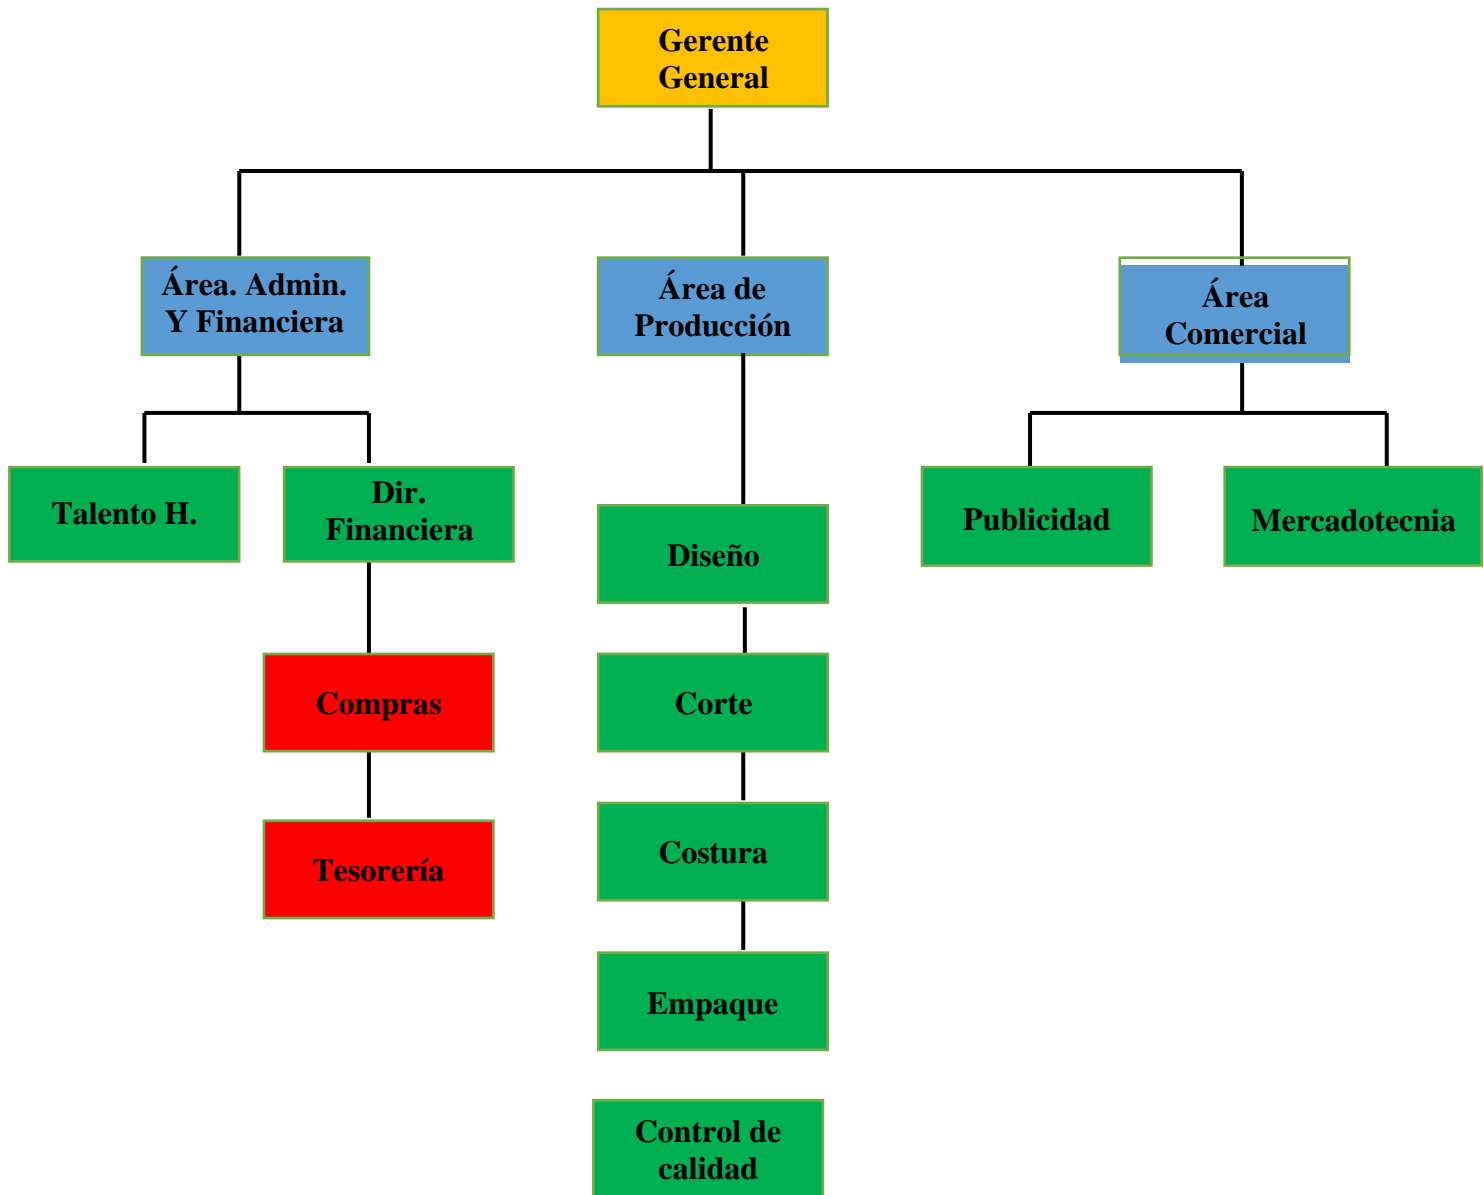 Gerente
General
Área. Admin.
Y Financiera
Área de
Producción
Área
Comercial
Talento H.
Dir.
Financiera
Diseño
Publicidad
Mercadotecnia
Compras
Corte
Tesorería
Costura
Empaque
Control de
calidad